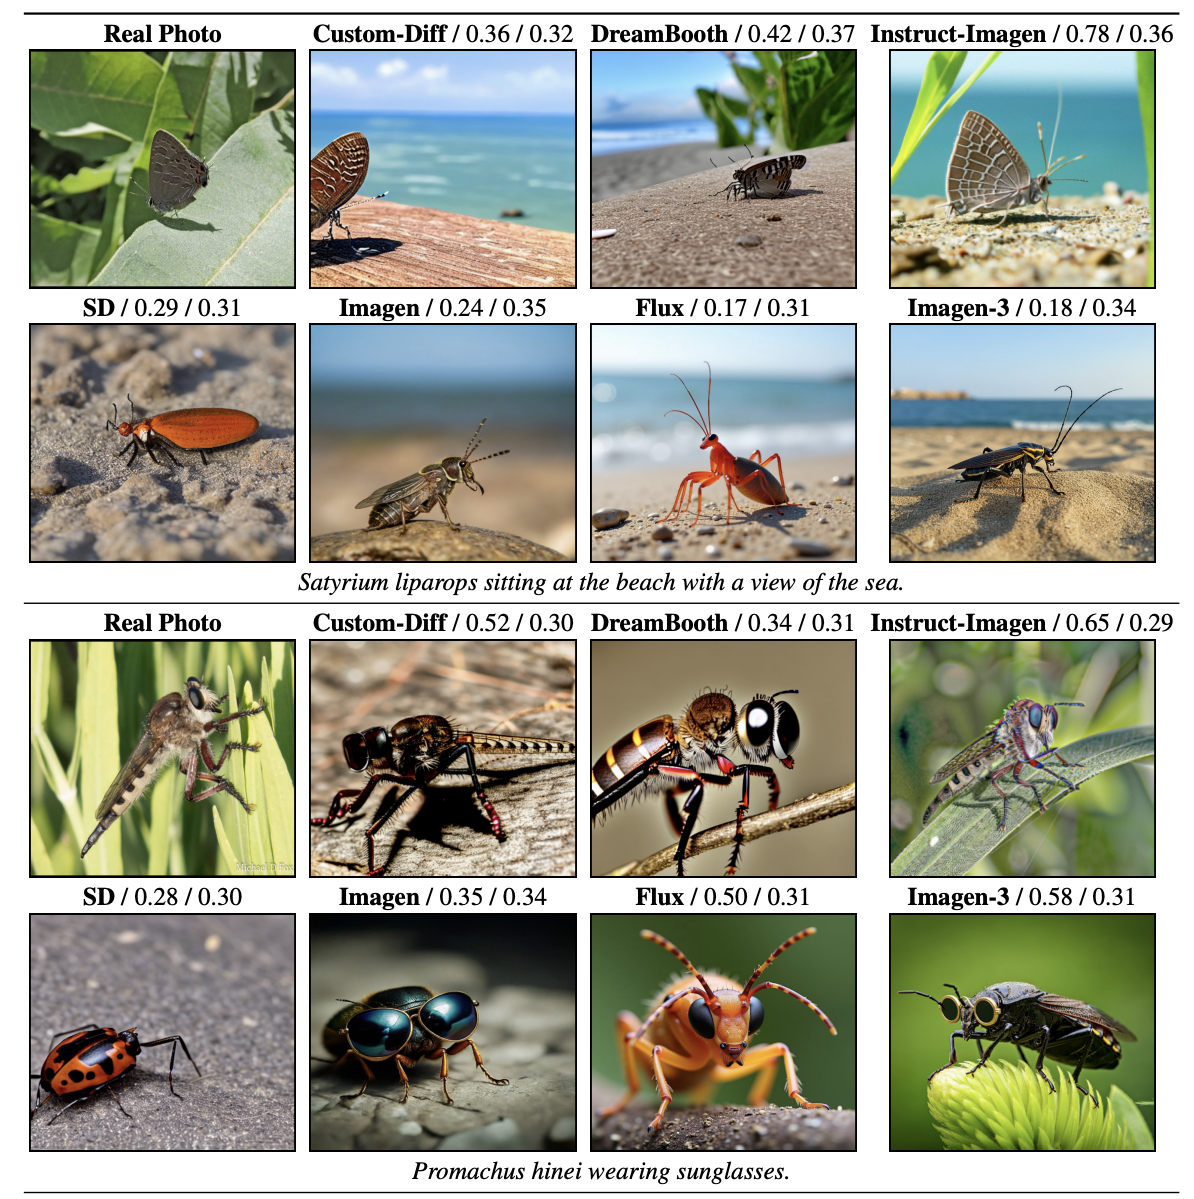 Real Photo Custom-Diff / 0.36 / 0.32 DreamBooth / 0.42 / 0.37 Instruct-Imagen / 0.78 / 0.36
SD / 0.29 / 0.31 Imagen / 0.24 / 0.35 Flux / 0.17 / 0.31 Imagen-3 / 0.18 / 0.34
Satyrium liparops sitting at the beach with a view of the sea.
Real Photo Custom-Diff / 0.52 / 0.30 DreamBooth / 0.34 / 0.31 Instruct-Imagen / 0.65 / 0.29
SD / 0.28 / 0.30 Imagen / 0.35 / 0.34 Flux / 0.50 / 0.31 Imagen-3 / 0.58 / 0.31
Promachus hinei wearing sunglasses.